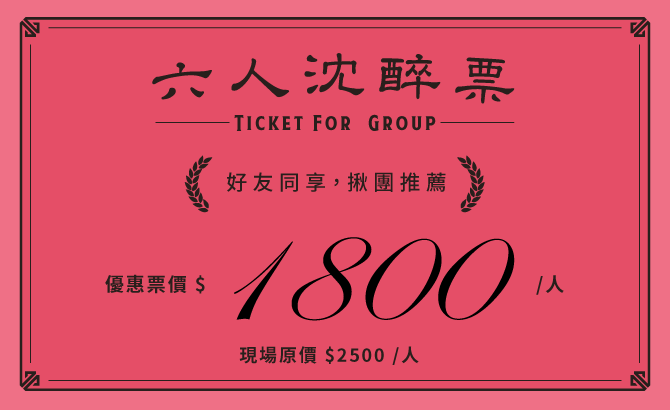 六人沈醉票
TICKET FOR GROUP
好友同享，揪團推薦
優惠票價 $ 1800 /人
現場原價 $2500 /人